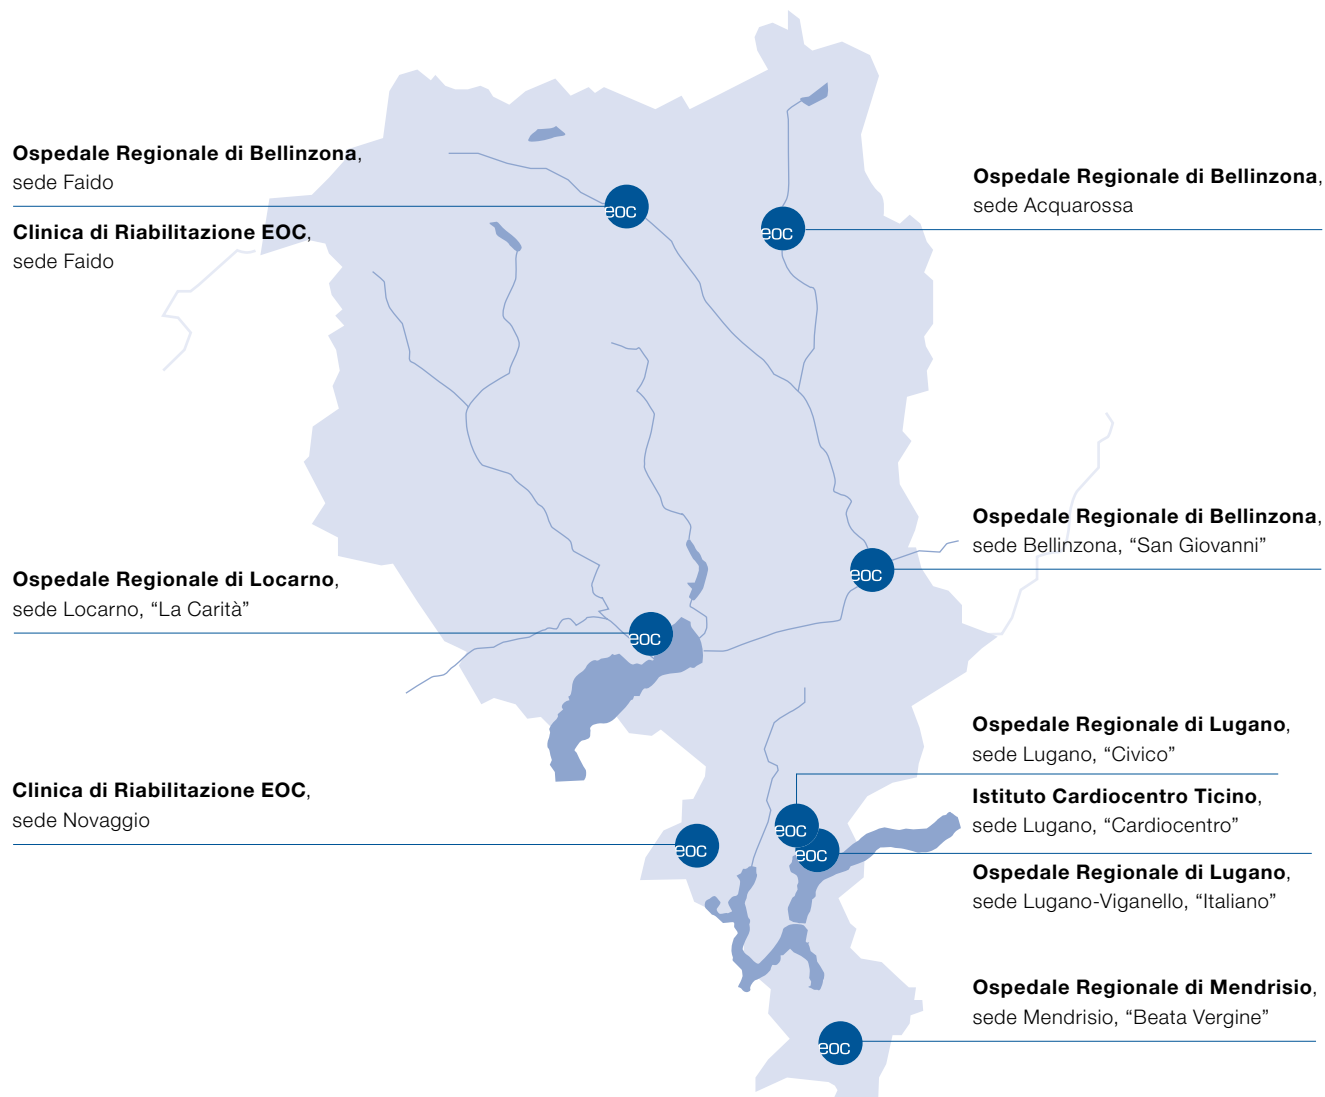 Ospedale Regionale di Bellinzona,
sede Faido
Clinica di Riabilitazione EOC,
sede Faido
eoc
eoc
Ospedale Regionale di Bellinzona,
sede Acquarossa
Ospedale Regionale di Bellinzona,
sede Bellinzona, “San Giovanni”
eoc
Ospedale Regionale di Locarno,
sede Locarno, “La Carità”
eoc
Ospedale Regionale di Lugano,
sede Lugano, “Civico”
Istituto Cardiocentro Ticino,
sede Lugano, “Cardiocentro”
eoc
eoc
Clinica di Riabilitazione EOC,
sede Novaggio
eoc
Ospedale Regionale di Lugano,
sede Lugano-Viganello, “Italiano”
Ospedale Regionale di Mendrisio,
sede Mendrisio, “Beata Vergine”
eoc